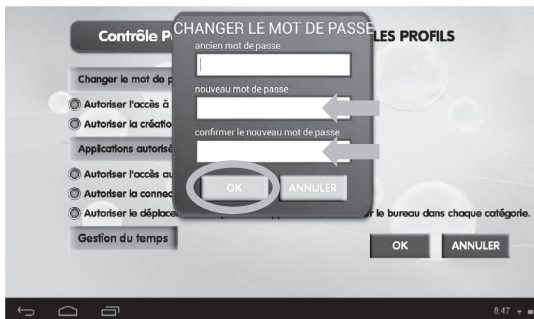 CHANGER LE MOT DE PASSE
Contrôle P
LES PROFILS
ancien mot de passe
Changer le mot de p
nouveau mot de passe
Autoriser l'accès à
Autoriser la créatio
confirmer le nouveau mot de passe
Applications autorisé
Autoriser l'accès au
Autoriser la connec
OK ANNULER
Autoriser le déplace r le bureau dans chaque catégorie.
Gestion du temps
OK ANNULER
8:47